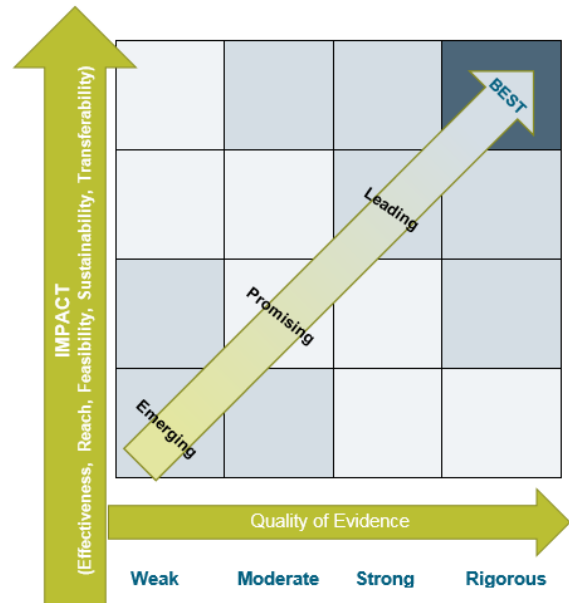 IMPACT
(Effectiveness, Reach, Feasibility, Sustainability, Transferability)
BEST
Leading
Promising
Emerging
Quality of Evidence
Weak Moderate Strong Rigorous